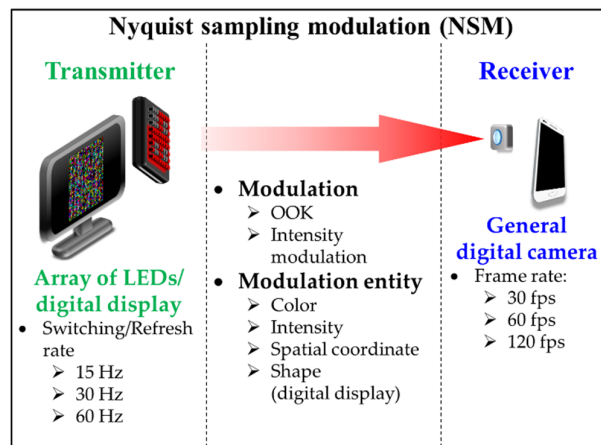 Nyquist sampling modulation (NSM)
Transmitter
Array of LEDs/
digital display
• Switching/Refresh
rate
➢ 15 Hz
➢ 30 Hz
➢ 60 Hz
• Modulation
➢ OOK
➢ Intensity
modulation
• Modulation entity
➢ Color
➢ Intensity
➢ Spatial coordinate
➢ Shape
(digital display)
Receiver
General
digital camera
• Frame rate:
➢ 30 fps
➢ 60 fps
➢ 120 fps